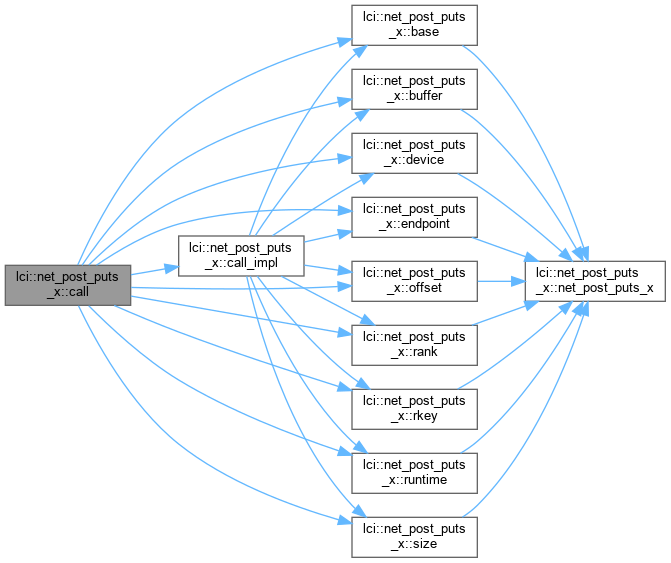 lci::net_post_puts
_x::call
lci::net_post_puts
_x::call_impl
lci::net_post_puts
_x::base
lci::net_post_puts
_x::buffer
lci::net_post_puts
_x::device
lci::net_post_puts
_x::endpoint
lci::net_post_puts
_x::offset
lci::net_post_puts
_x::rank
lci::net_post_puts
_x::rkey
lci::net_post_puts
_x::runtime
lci::net_post_puts
_x::size
lci::net_post_puts
_x::net_post_puts_x